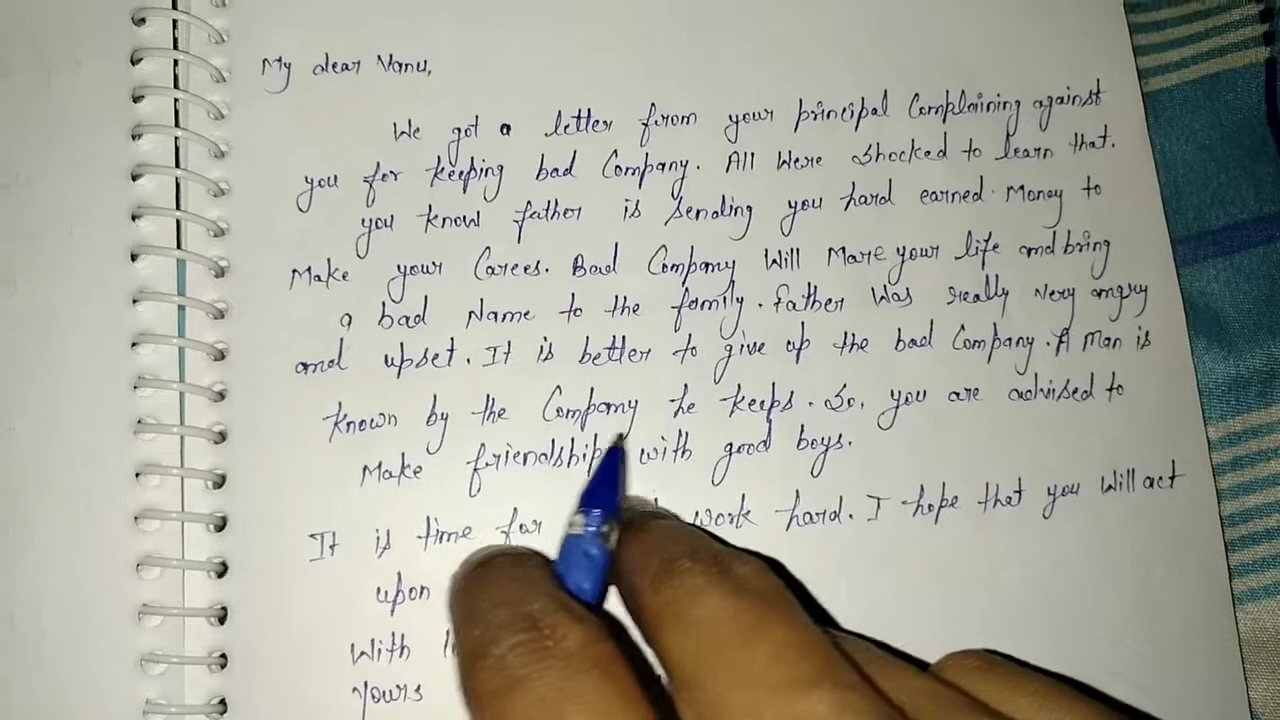 My dear Vanu,
We got a letter from your principal Complaining against
you for keeping bad Company. All Were shocked to learn that.
you know father is sending you hard earned. Money to
Make your Carees. Bad Company Will Mare your life and bring
a bad Name to the family. father Was really Very angry
and upset. It is better to give up the bad Company. A Man is
known by the Company he keeps. So, you are advised to
Make friendship with good boys.
It is time for work hard. I hope that you Will act
upon
With
yours